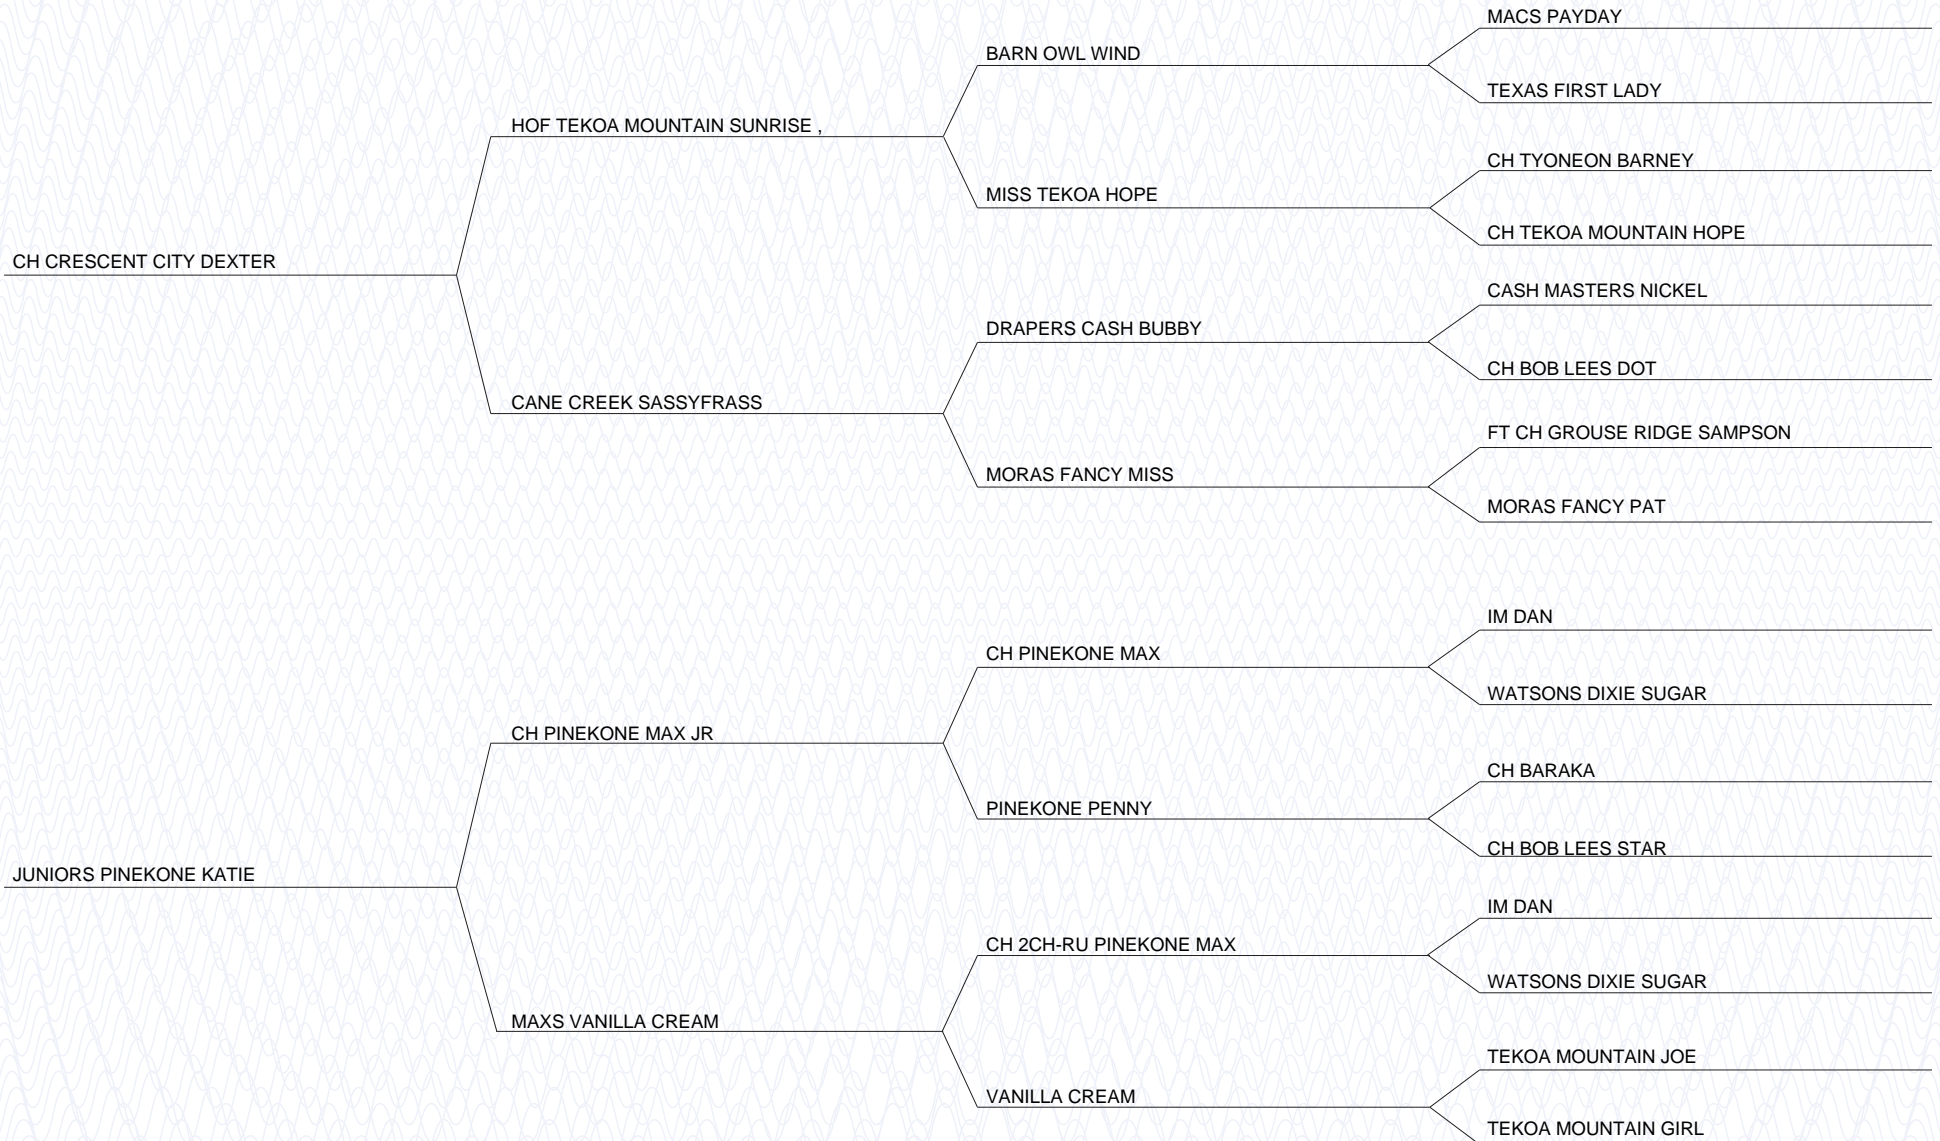 MACS PAYDAY
BARN OWL WIND
TEXAS FIRST LADY
HOF TEKOA MOUNTAIN SUNRISE ,
CH TYONEON BARNEY
MISS TEKOA HOPE
CH TEKOA MOUNTAIN HOPE
CH CRESCENT CITY DEXTER
CASH MASTERS NICKEL
DRAPERS CASH BUBBY
CH BOB LEES DOT
CANE CREEK SASSYFRASS
FT CH GROUSE RIDGE SAMPSON
MORAS FANCY MISS
MORAS FANCY PAT
IM DAN
CH PINEKONE MAX
WATSONS DIXIE SUGAR
CH PINEKONE MAX JR
CH BARAKA
PINEKONE PENNY
CH BOB LEES STAR
JUNIORS PINEKONE KATIE
IM DAN
CH 2CH-RU PINEKONE MAX
WATSONS DIXIE SUGAR
MAXS VANILLA CREAM
TEKOA MOUNTAIN JOE
VANILLA CREAM
TEKOA MOUNTAIN GIRL